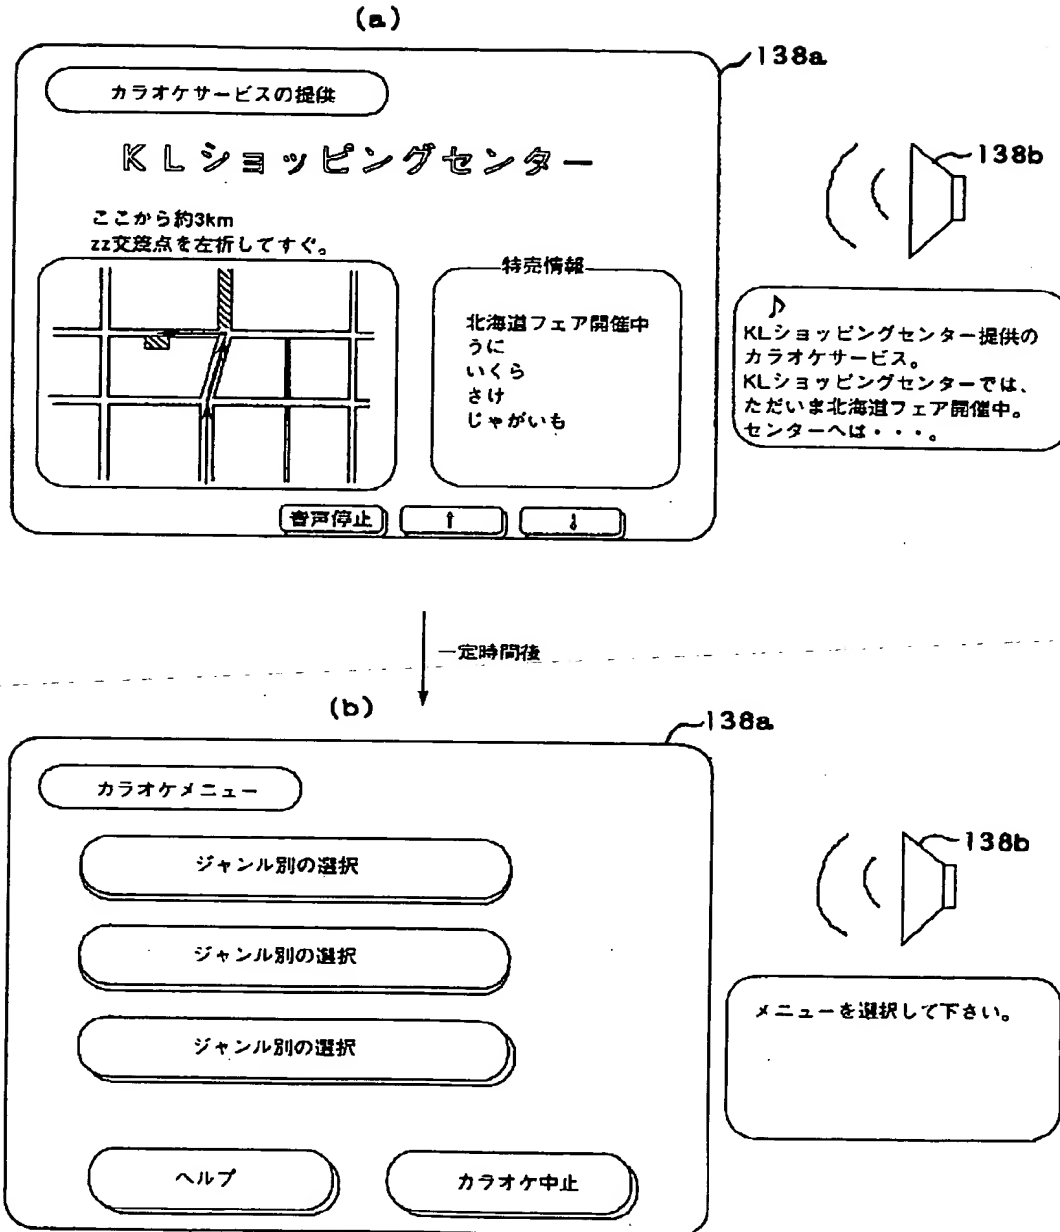 (a)
138a
カラオケサービスの提供
KLショッピングセンター
138b
ここから約3km
zz交差点を左折してすぐ。
特売情報
北海道フェア開催中
うに
いくら
さけ
じゃがいも
♪
KLショッピングセンター提供の
カラオケサービス。
KLショッピングセンターでは、
ただいま北海道フェア開催中。
センターへは・・・。
音声停止
↑
↓
一定時間後
(b)
138a
カラオケメニュー
138b
ジャンル別の選択
ジャンル別の選択
ジャンル別の選択
メニューを選択して下さい。
ヘルプ
カラオケ中止